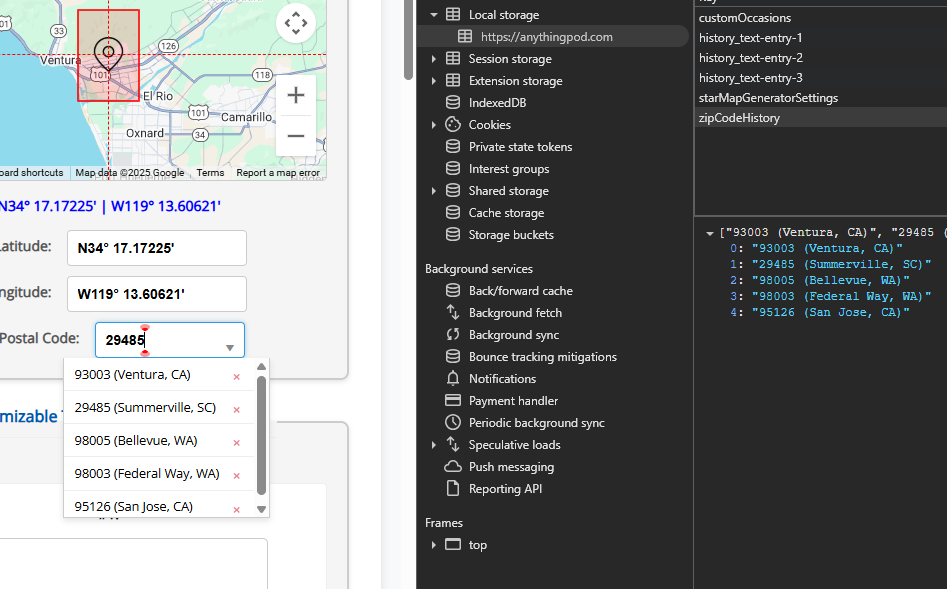 101
33
126
Ventura
101
118
El Rio
101
Camarillo
Oxnard
34
oard shortcuts
Map data ©2025 Google
Terms
Report a map error
N34° 17.17225' | W119° 13.60621'
atitude:
N34° 17.17225'
ngitude:
W119° 13.60621'
Postal Code:
29485
93003 (Ventura, CA)
×
29485 (Summerville, SC)
×
98005 (Bellevue, WA)
×
98003 (Federal Way, WA)
×
95126 (San Jose, CA)
×
mizable
Local storage
https://anythingpod.com
Session storage
Extension storage
IndexedDB
Cookies
Private state tokens
Interest groups
Shared storage
Cache storage
Storage buckets
Background services
Back/forward cache
Background fetch
Background sync
Bounce tracking mitigations
Notifications
Payment handler
Periodic background sync
Speculative loads
Push messaging
Reporting API
Frames
top
customOccasions
history_text-entry-1
history_text-entry-2
history_text-entry-3
starMapGeneratorSettings
zipCodeHistory
["93003 (Ventura, CA)", "29485 (
0: "93003 (Ventura, CA)"
1: "29485 (Summerville, SC)"
2: "98005 (Bellevue, WA)"
3: "98003 (Federal Way, WA)"
4: "95126 (San Jose, CA)"